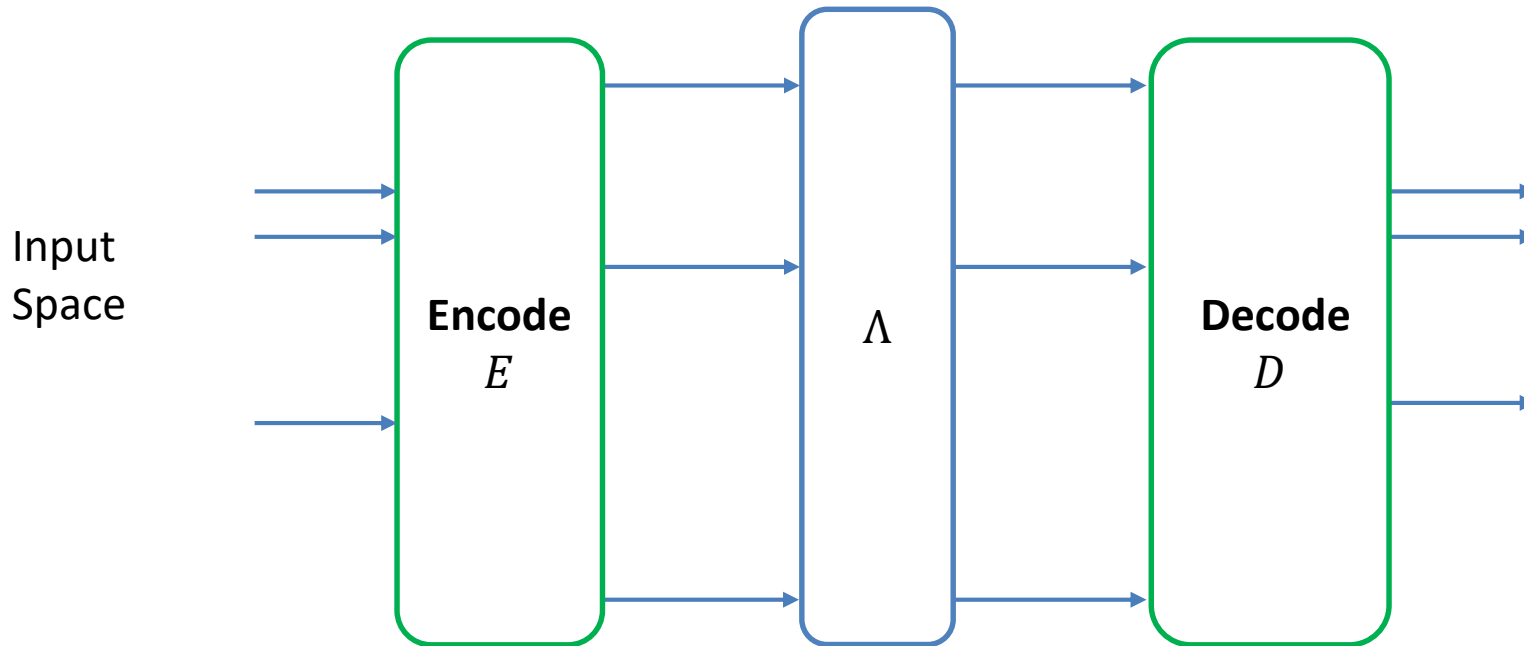 Input
Space
Encode
E
Λ
Decode
D